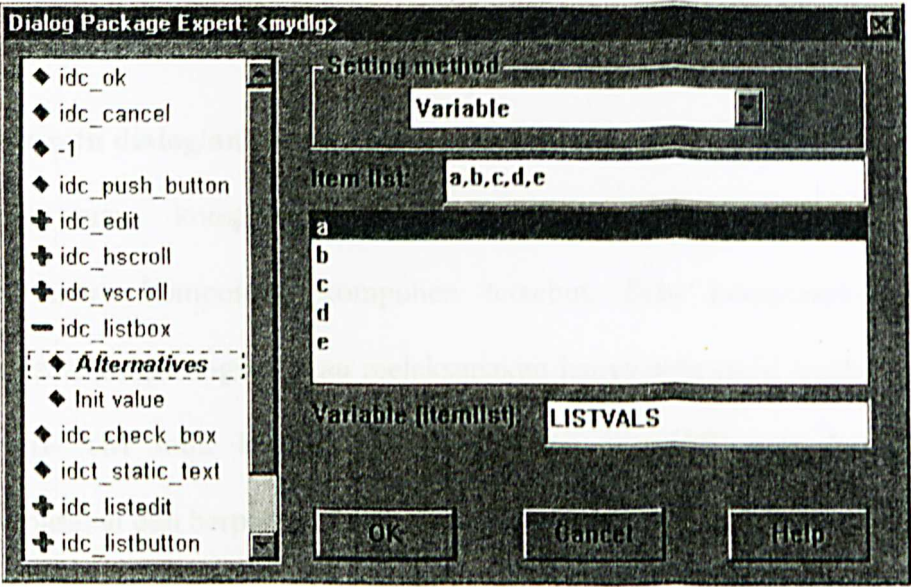 Dialog Package Expert: <mydlg>
idc_ok
idc_cancel
-1
idc_push_button
idc_edit
idc_hscroll
idc_vscroll
idc_listbox
Alternatives
Init value
idc_check_box
idct_static_text
idc_listedit
idc_listbutton
Setting method
Variable
Item list: a,b,c,d,e
a
b
c
d
e
Variable (itemlist): LISTVALS
OK Cancel Help